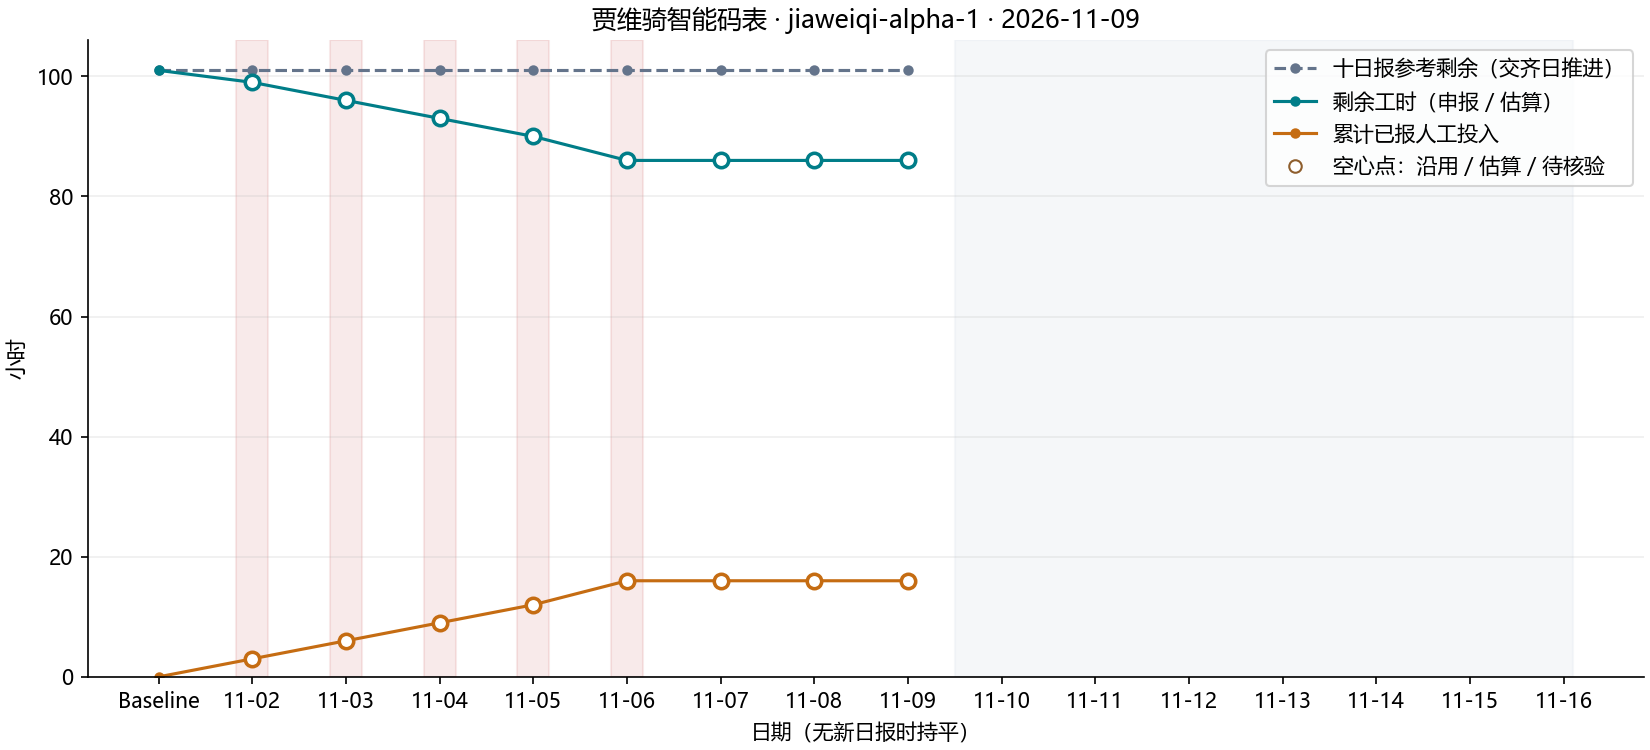 贾维骑智能码表 · jiaweiqi-alpha-1 · 2026-11-09
十日报参考剩余（交齐日推进）
剩余工时（申报 / 估算）
累计已报人工投入
空心点：沿用 / 估算 / 待核验
小时
100
80
60
40
20
0
Baseline 11-02 11-03 11-04 11-05 11-06 11-07 11-08 11-09 11-10 11-11 11-12 11-13 11-14 11-15 11-16
日期（无新日报时持平）